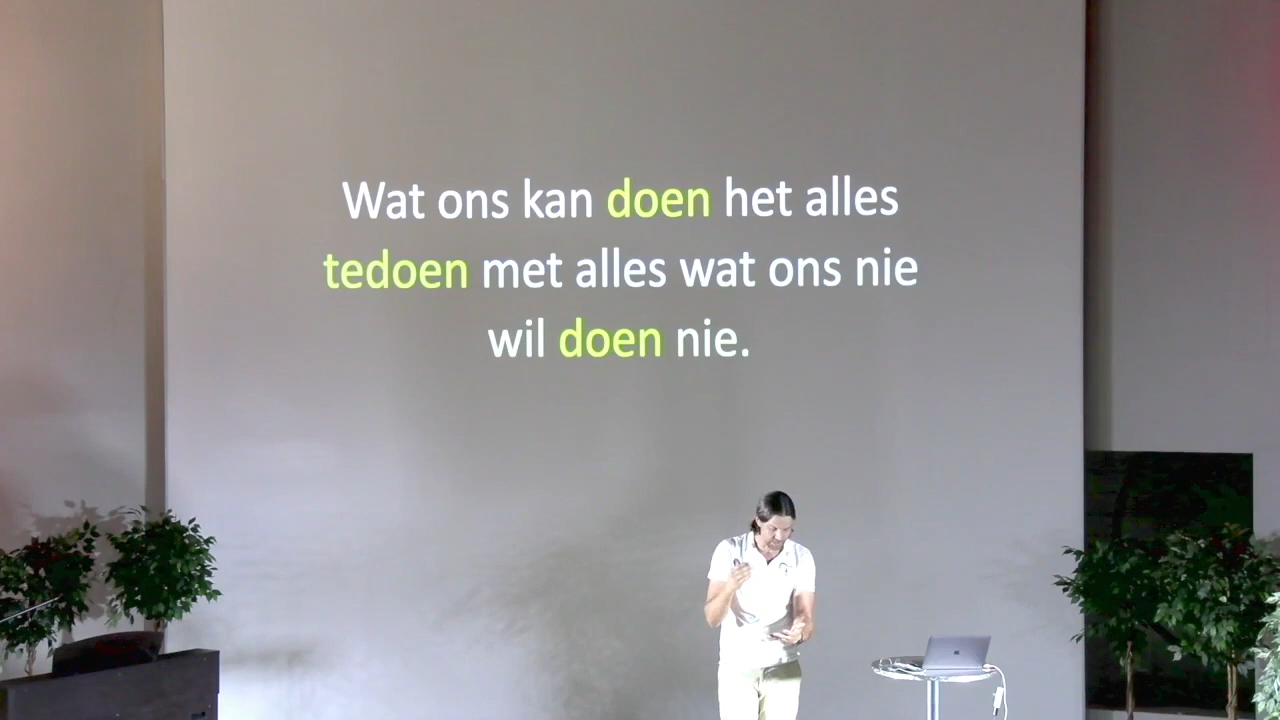 Wat ons kan doen het alles
tedoen met alles wat ons nie
wil doen nie.